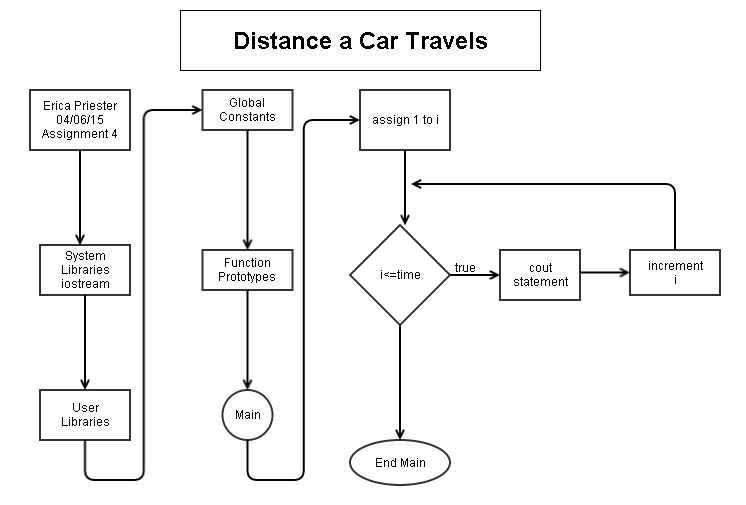 Distance a Car Travels
Erica Priester
04/06/15
Assignment 4
System
Libraries
iostream
User
Libraries
Global
Constants
Function
Prototypes
Main
assign 1 to i
i<=time
true
cout
statement
increment
i
End Main